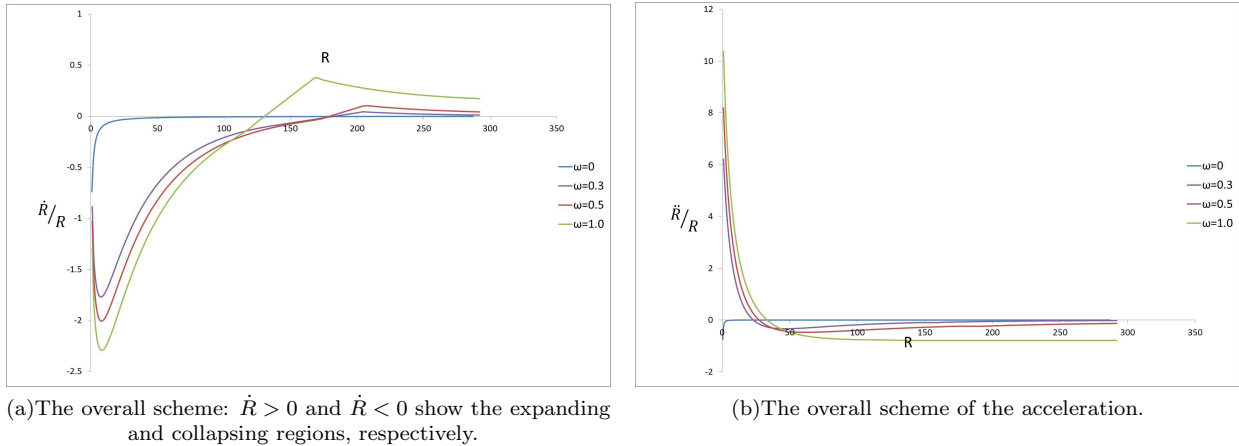 1
0.5
0
-0.5
-1
-1.5
-2
-2.5
0
50
100
150
200
250
300
350
R
Ṙ/R
ω=0
ω=0.3
ω=0.5
ω=1.0
(a)The overall scheme: Ṙ > 0 and Ṙ < 0 show the expanding
and collapsing regions, respectively.
12
10
8
6
4
2
0
-2
0
50
100
150
200
250
300
350
R
R̈/R
ω=0
ω=0.3
ω=0.5
ω=1.0
(b)The overall scheme of the acceleration.